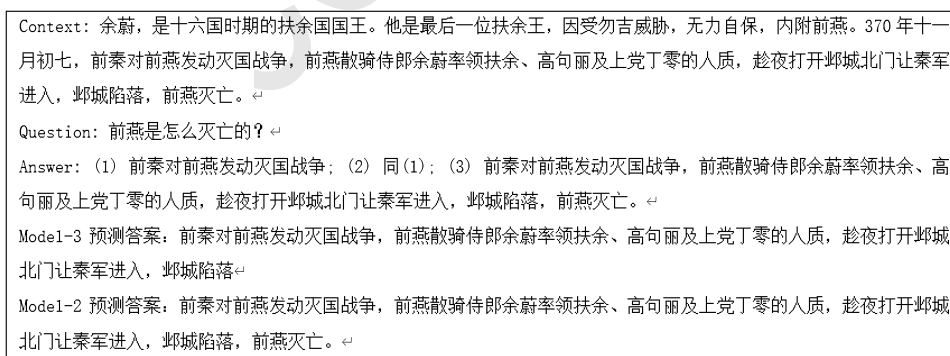 Context: 余蔚，是十六国时期的扶余国国王。他是最后一位扶余王，因受勿吉威胁，无力自保，内附前燕。370 年十一
月初七，前秦对前燕发动灭国战争，前燕散骑侍郎余蔚率领扶余、高句丽及上党丁零的人质，趁夜打开邺城北门让秦军
进入，邺城陷落，前燕灭亡。
Question: 前燕是怎么灭亡的？
Answer: (1) 前秦对前燕发动灭国战争; (2) 同(1); (3) 前秦对前燕发动灭国战争，前燕散骑侍郎余蔚率领扶余、高
句丽及上党丁零的人质，趁夜打开邺城北门让秦军进入，邺城陷落，前燕灭亡。
Model-3 预测答案：前秦对前燕发动灭国战争，前燕散骑侍郎余蔚率领扶余、高句丽及上党丁零的人质，趁夜打开邺城
北门让秦军进入，邺城陷落
Model-2 预测答案：前秦对前燕发动灭国战争，前燕散骑侍郎余蔚率领扶余、高句丽及上党丁零的人质，趁夜打开邺城
北门让秦军进入，邺城陷落，前燕灭亡。